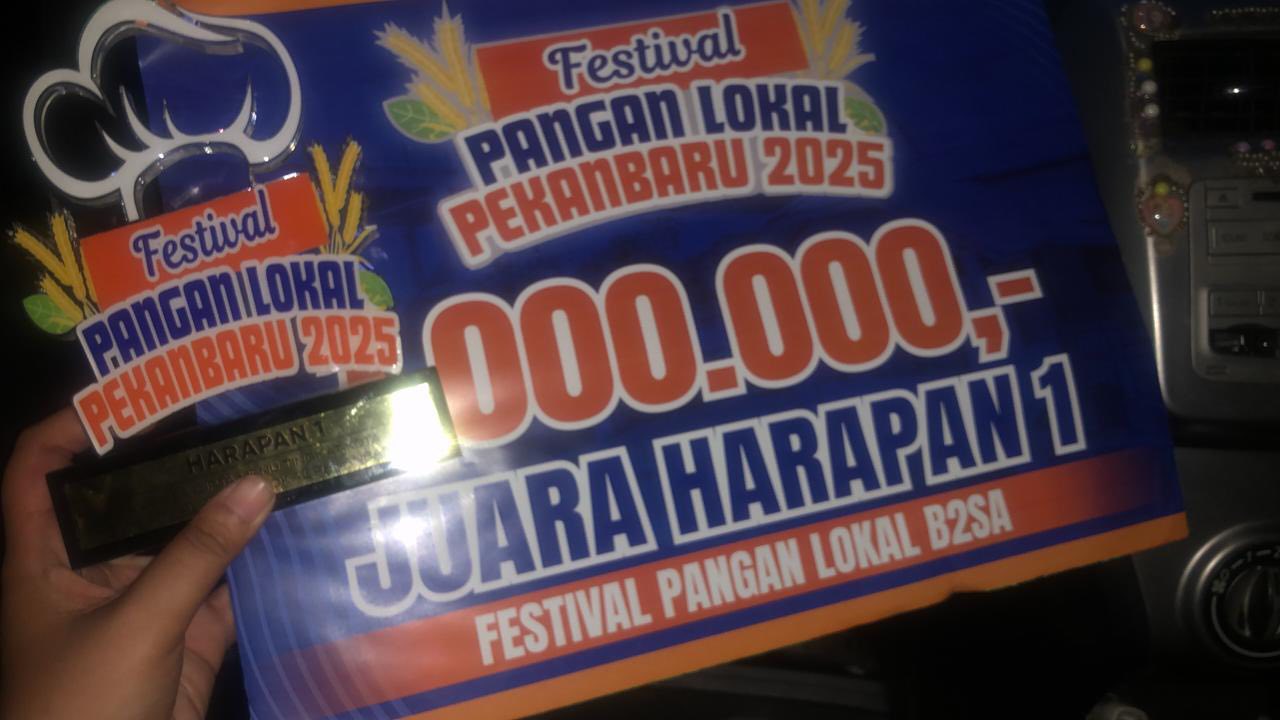 Festival
PANGAN LOKAL
PEKANBARU 2025
Festival
PANGAN LOKAL
PEKANBARU 2025
HARAPAN 1
000.000,-
JUARA HARAPAN 1
FESTIVAL PANGAN LOKAL B2SA